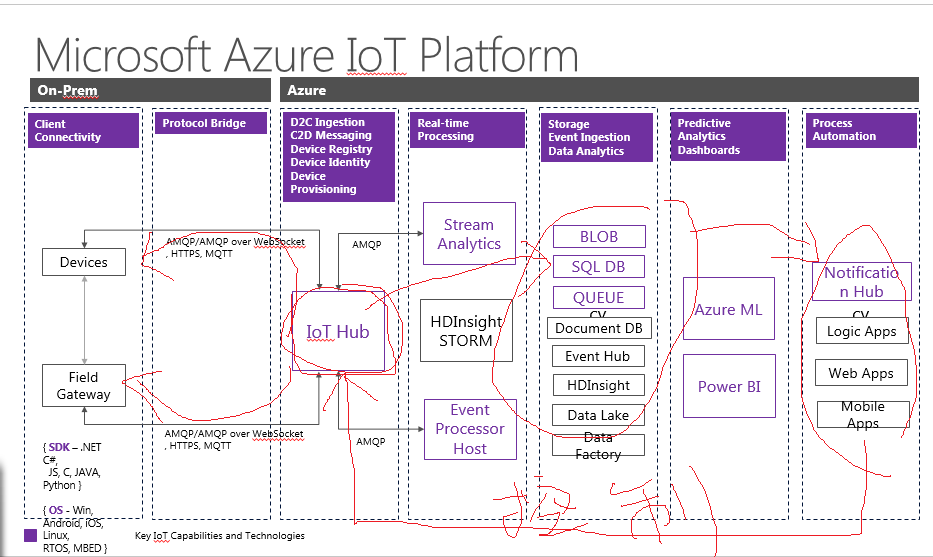 Microsoft Azure IoT Platform
On-Prem
Azure
Client
Connectivity
Protocol Bridge
D2C Ingestion
C2D Messaging
Device Registry
Device Identity
Device
Provisioning
Real-time
Processing
Storage
Event Ingestion
Data Analytics
Predictive
Analytics
Dashboards
Process
Automation
Devices
Field
Gateway
{ SDK – .NET
C#,
JS, C, JAVA,
Python }
{ OS - Win,
Android, iOS,
Linux,
RTOS, MBED }
AMQP/AMQP over WebSocket
, HTTPS, MQTT
AMQP/AMQP over WebSocket
, HTTPS, MQTT
IoT Hub
AMQP
AMQP
Stream
Analytics
HDInsight
STORM
Event
Processor
Host
BLOB
SQL DB
QUEUE
Document DB
Event Hub
HDInsight
Data Lake
Data
Factory
Azure ML
Power BI
Notificatio
n Hub
Logic Apps
Web Apps
Mobile
Apps
控制
Key IoT Capabilities and Technologies